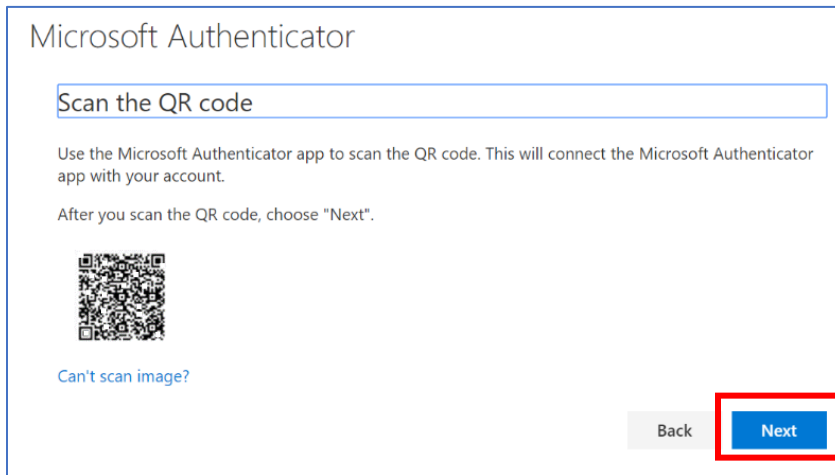 Microsoft Authenticator
Scan the QR code
Use the Microsoft Authenticator app to scan the QR code. This will connect the Microsoft Authenticator
app with your account.
After you scan the QR code, choose "Next".
Can't scan image?
Back
Next